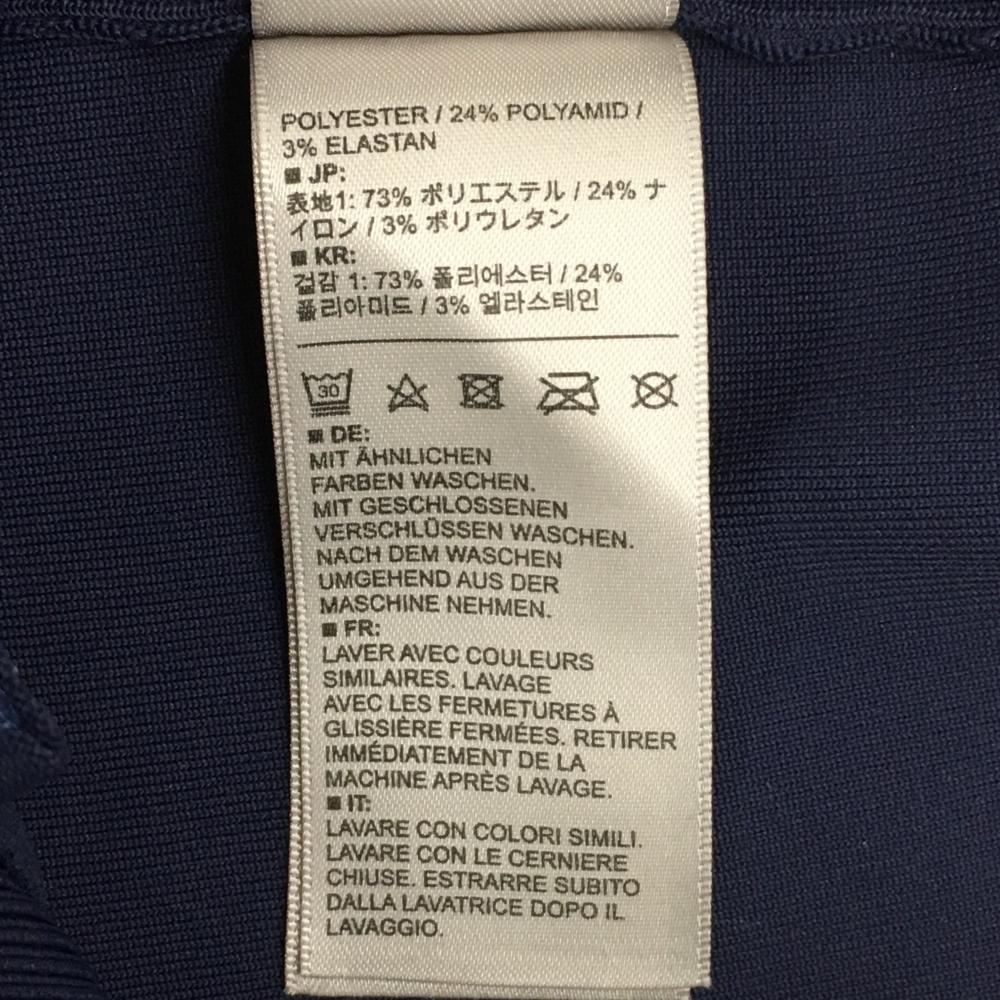 POLYESTER / 24% POLYAMID /
3% ELASTAN
■ JP:
表地1: 73% ポリエステル / 24% ナ
イロン / 3% ポリウレタン
■ KR:
겉감 1: 73% 폴리에스터 / 24%
폴리아미드 / 3% 엘라스테인
30
■ DE:
MIT ÄHNLICHEN
FARBEN WASCHEN.
MIT GESCHLOSSENEN
VERSCHLÜSSEN WASCHEN.
NACH DEM WASCHEN
UMGEHEND AUS DER
MASCHINE NEHMEN.
■ FR:
LAVER AVEC COULEURS
SIMILAIRES. LAVAGE
AVEC LES FERMETURES À
GLISSIÈRE FERMÉES. RETIRER
IMMÉDIATEMENT DE LA
MACHINE APRÈS LAVAGE.
■ IT:
LAVARE CON COLORI SIMILI.
LAVARE CON LE CERNIERE
CHIUSE. ESTRARRE SUBITO
DALLA LAVATRICE DOPO IL
LAVAGGIO.